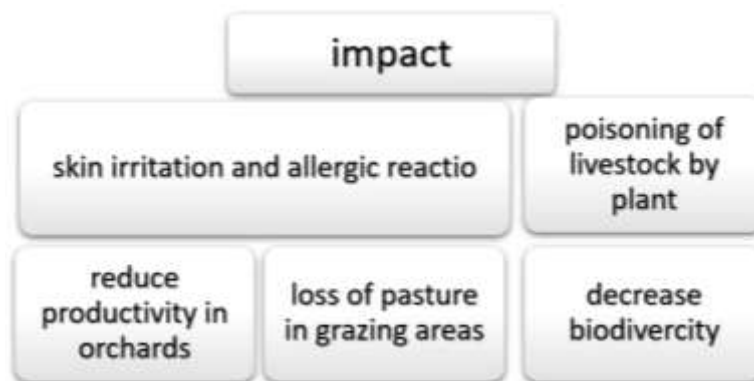 impact
skin irritation and allergic reactio
poisoning of
livestock by
plant
reduce
productivity in
orchards
loss of pasture
in grazing areas
decrease
biodivercity